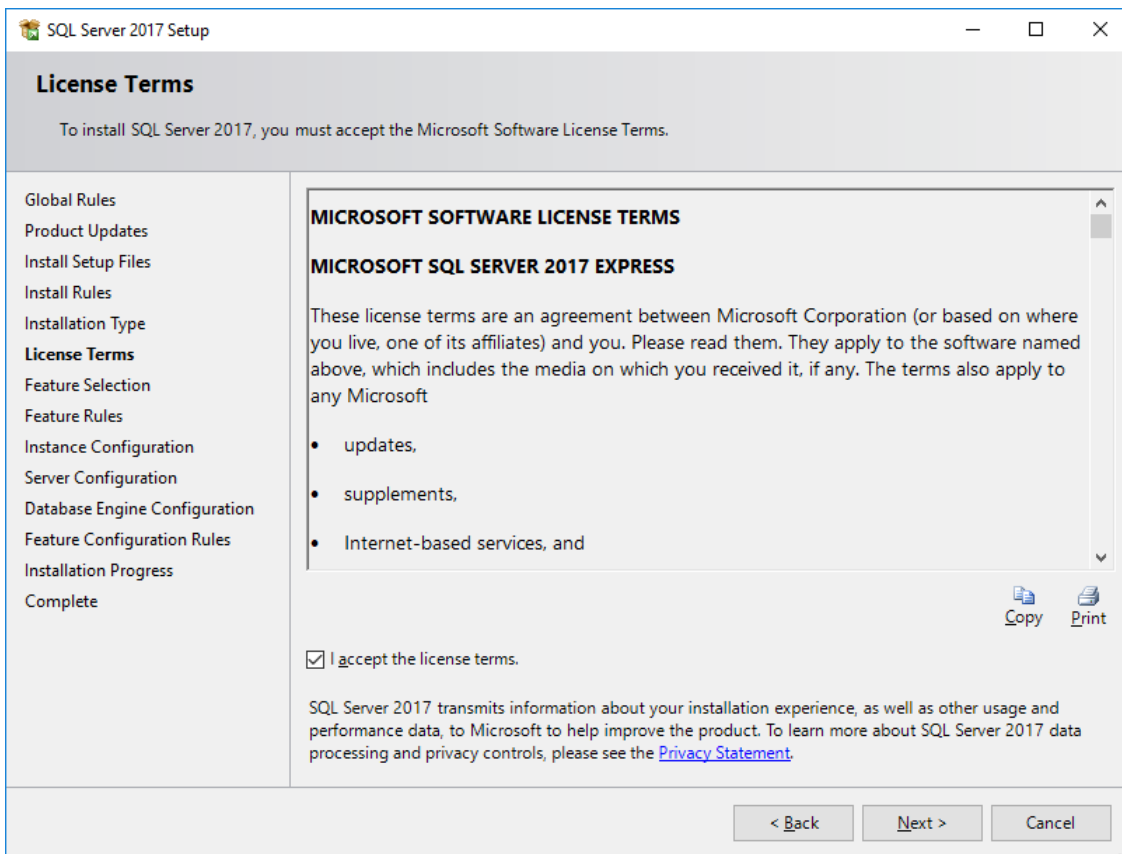 SQL Server 2017 Setup
License Terms
To install SQL Server 2017, you must accept the Microsoft Software License Terms.
Global Rules
Product Updates
Install Setup Files
Install Rules
Installation Type
License Terms
Feature Selection
Feature Rules
Instance Configuration
Server Configuration
Database Engine Configuration
Feature Configuration Rules
Installation Progress
Complete
MICROSOFT SOFTWARE LICENSE TERMS
MICROSOFT SQL SERVER 2017 EXPRESS
These license terms are an agreement between Microsoft Corporation (or based on where
you live, one of its affiliates) and you. Please read them. They apply to the software named
above, which includes the media on which you received it, if any. The terms also apply to
any Microsoft
• updates,
• supplements,
• Internet-based services, and
Copy Print
I accept the license terms.
SQL Server 2017 transmits information about your installation experience, as well as other usage and
performance data, to Microsoft to help improve the product. To learn more about SQL Server 2017 data
processing and privacy controls, please see the Privacy Statement.
< Back Next > Cancel